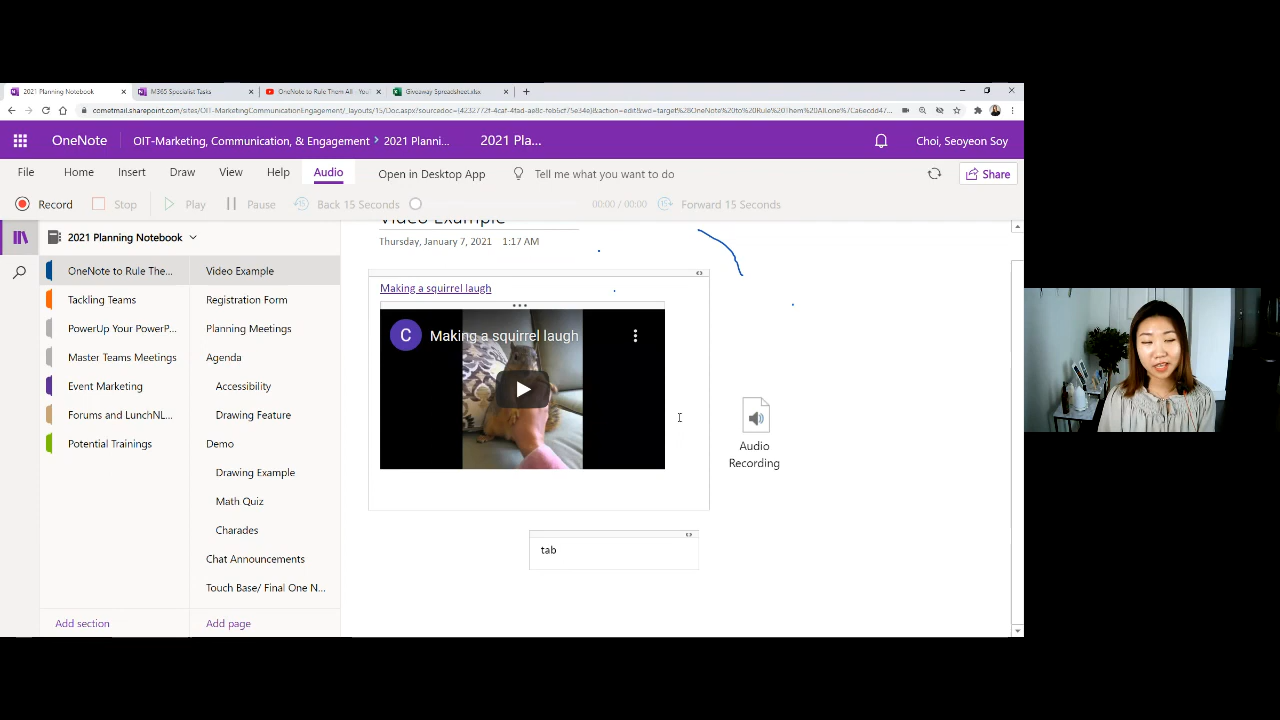 2021 Planning Notebook
M365 Specialist Tasks
OneNote to Rule Them All - You
Giveaway Spreadsheet.xlsx
OneNote
OIT-Marketing, Communication, & Engagement > 2021 Planni...
2021 Pla...
Choi, Seoyeon Soy
File
Home
Insert
Draw
View
Help
Audio
Open in Desktop App
Tell me what you want to do
Share
Record
Stop
Play
Pause
Back 15 Seconds
00:00 / 00:00
Forward 15 Seconds
2021 Planning Notebook
OneNote to Rule The...
Tackling Teams
PowerUp Your PowerP...
Master Teams Meetings
Event Marketing
Forums and LunchNL...
Potential Trainings
Add section
Video Example
Registration Form
Planning Meetings
Agenda
Accessibility
Drawing Feature
Demo
Drawing Example
Math Quiz
Charades
Chat Announcements
Touch Base/ Final One N...
Add page
Video Example
Thursday, January 7, 2021 1:17 AM
Making a squirrel laugh
C Making a squirrel laugh
Audio
Recording
tab